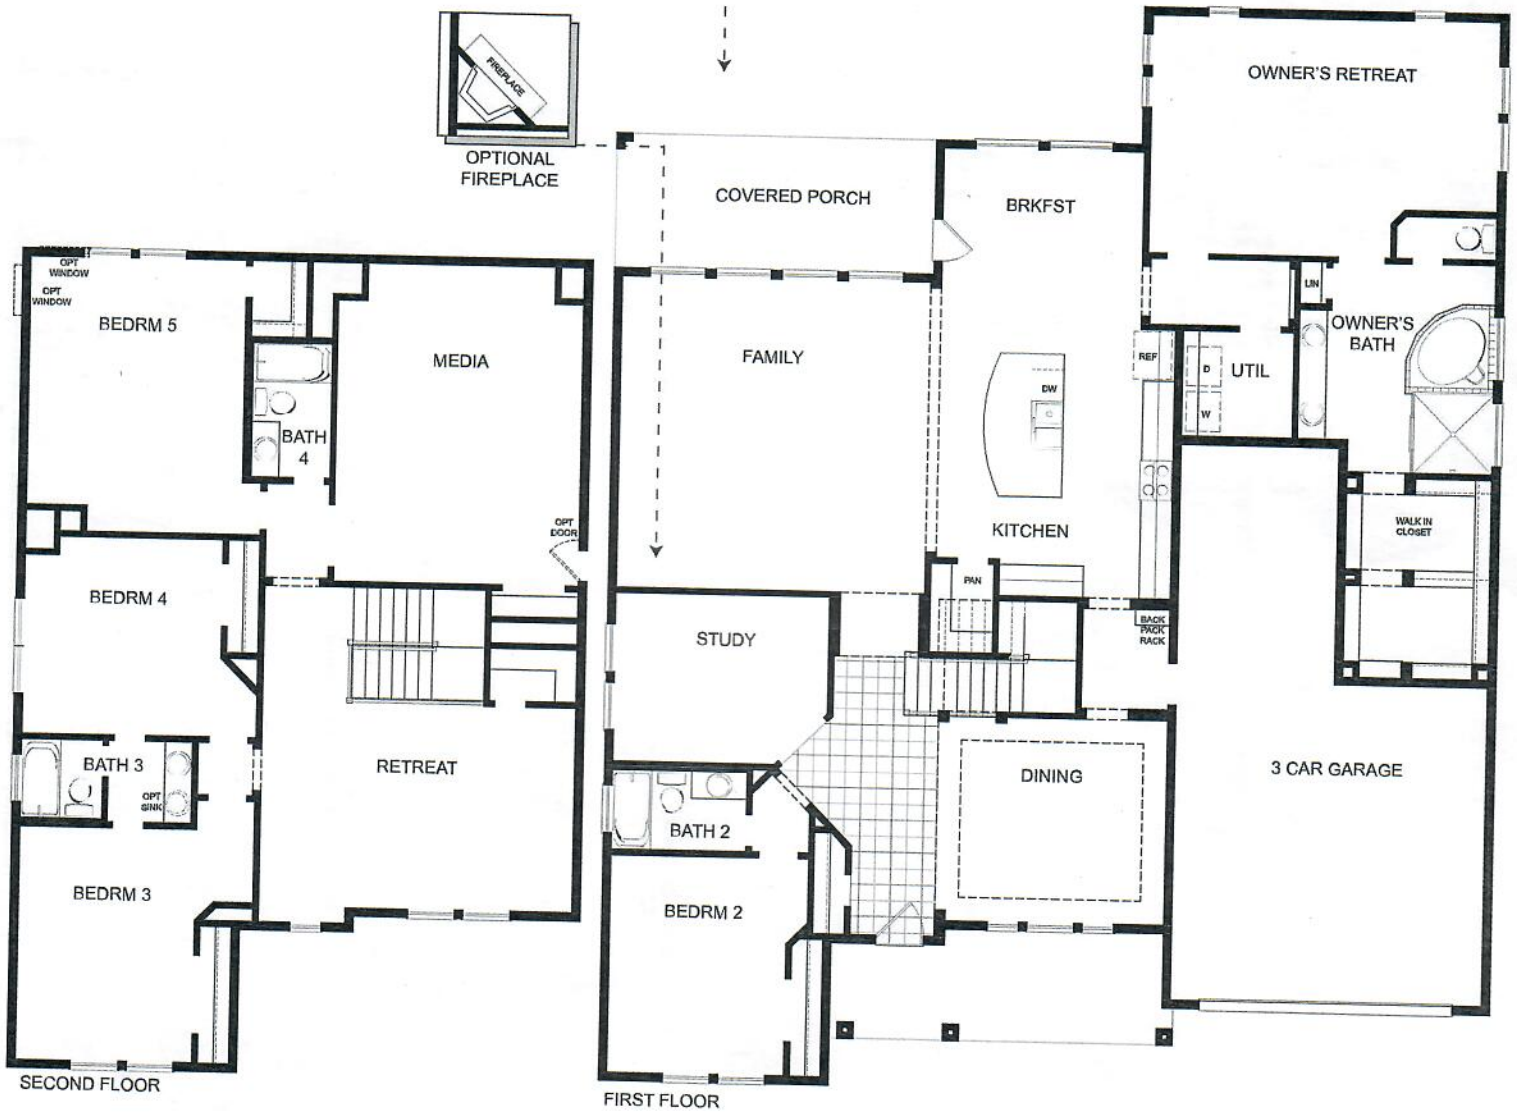 FIREPLACE
OPTIONAL
FIREPLACE
OPT
WINDOW
OPT
WINDOW
BEDRM 5
MEDIA
BATH
4
OPT
DOOR
BEDRM 4
BATH 3
OPT
SINK
RETREAT
BEDRM 3
SECOND FLOOR
COVERED PORCH
BRKFST
OWNER'S RETREAT
FAMILY
LIN
OWNER'S
BATH
REF
D
W
UTIL
DW
KITCHEN
PAN
WALK IN
CLOSET
BACK
PACK
RACK
STUDY
DINING
3 CAR GARAGE
BATH 2
BEDRM 2
FIRST FLOOR